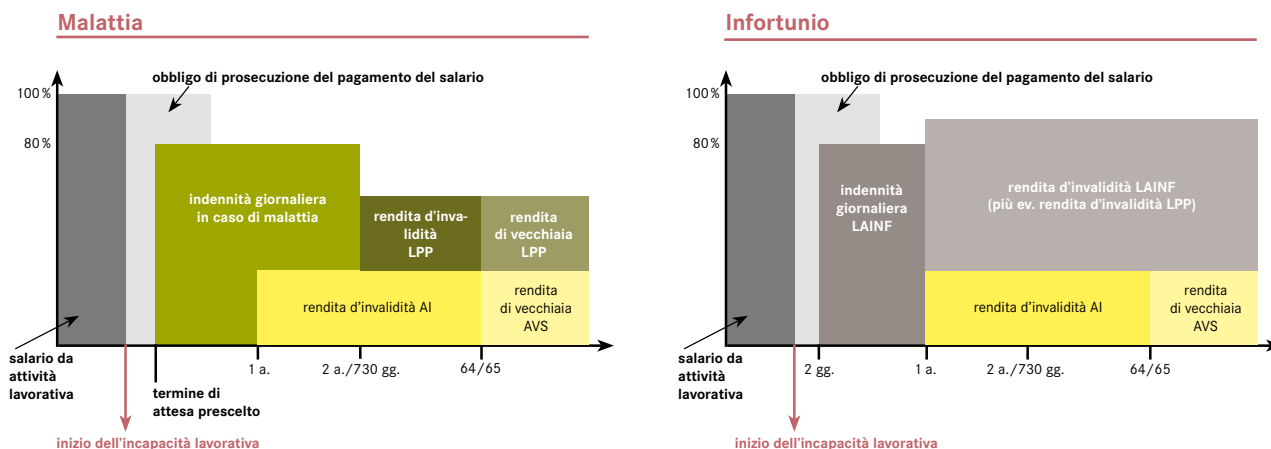 Malattia
obbligo di prosecuzione del pagamento del salario
100 %
80 %
indennità giornaliera
in caso di malattia
rendita d'inva-
lidità
LPP
rendita
di vecchiaia
LPP
rendita d'invalidità AI
rendita
di vecchiaia
AVS
salario da
attività
lavorativa
1 a.
2 a./730 gg.
64/65
termine di
attesa prescelto
inizio dell'incapacità lavorativa
Infortunio
obbligo di prosecuzione del pagamento del salario
100 %
80 %
indennità
giornaliera
LAINF
rendita d'invalidità LAINF
(più ev. rendita d'invalidità LPP)
rendita d'invalidità AI
rendita
di vecchiaia
AVS
salario da
attività
lavorativa
2 gg.
1 a.
2 a./730 gg.
64/65
inizio dell'incapacità lavorativa